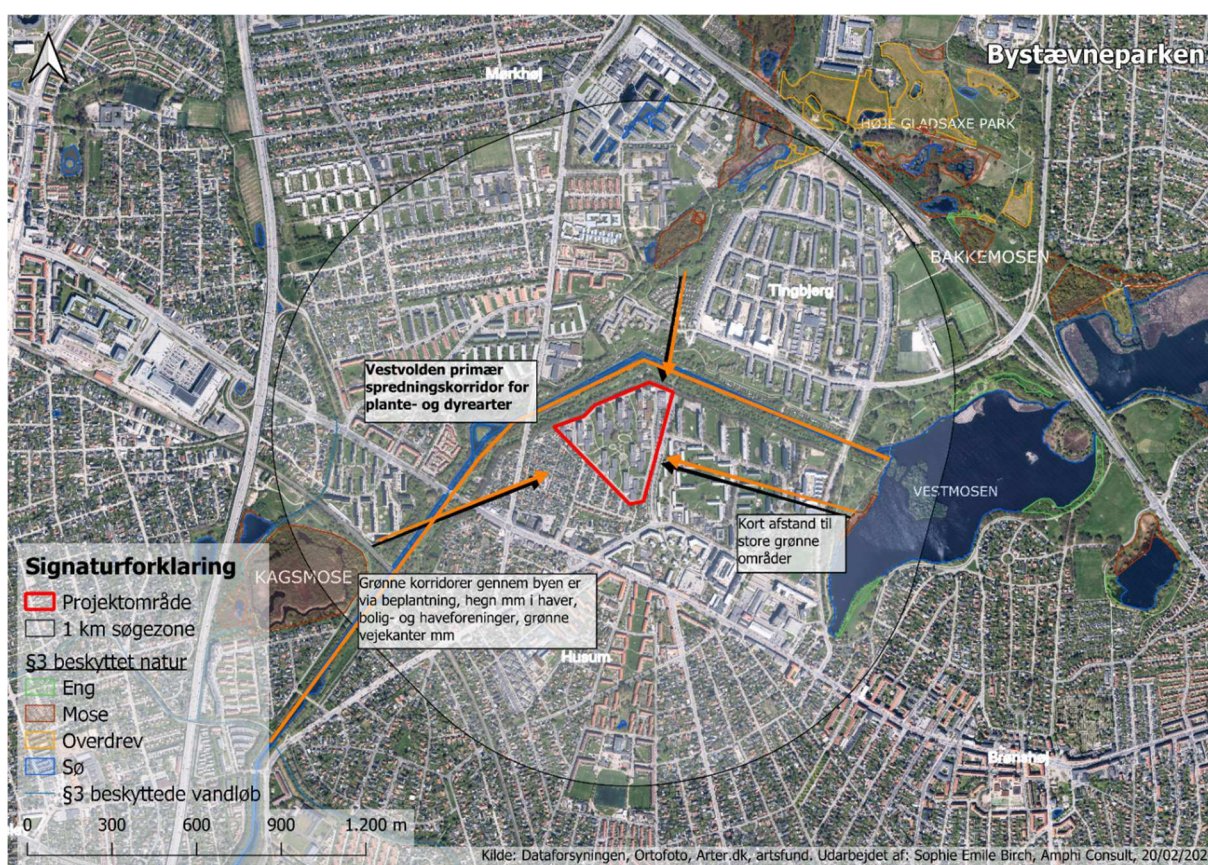 Bystævneparken
Mørkhøj
HØJE GLADSAXE PARK
BAKKEMOSEN
Tingbjerg
Vestvolden primær
spredningskorridor for
plante- og dyrearter
VESTMOSEN
Kort afstand til
store grønne
områder
KAGSMOSE
Grønne korridorer gennem byen er
via beplantning, hegn mm i haver,
bolig- og haveforeninger, grønne
vejekanter mm
Husum
Brønshøj
Signaturforklaring
Projektområde
1 km søgezone
§3 beskyttet natur
Eng
Mose
Overdrev
Sø
§3 beskyttede vandløb
0 300 600 900 1.200 m
Kilde: Dataforsyningen, Ortofoto, Arter.dk, artsfund. Udarbejdet af: Sophie Emile Birch, Amphi Consult, 20/02/202